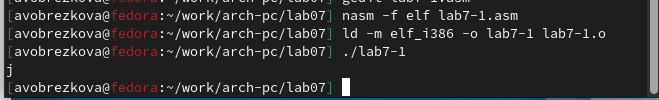 [avobrezkova@fedora:~/work/arch-pc/lab07] nasm -f elf lab7-1.asm
[avobrezkova@fedora:~/work/arch-pc/lab07] ld -m elf_i386 -o lab7-1 lab7-1.o
[avobrezkova@fedora:~/work/arch-pc/lab07] ./lab7-1
j
[avobrezkova@fedora:~/work/arch-pc/lab07]